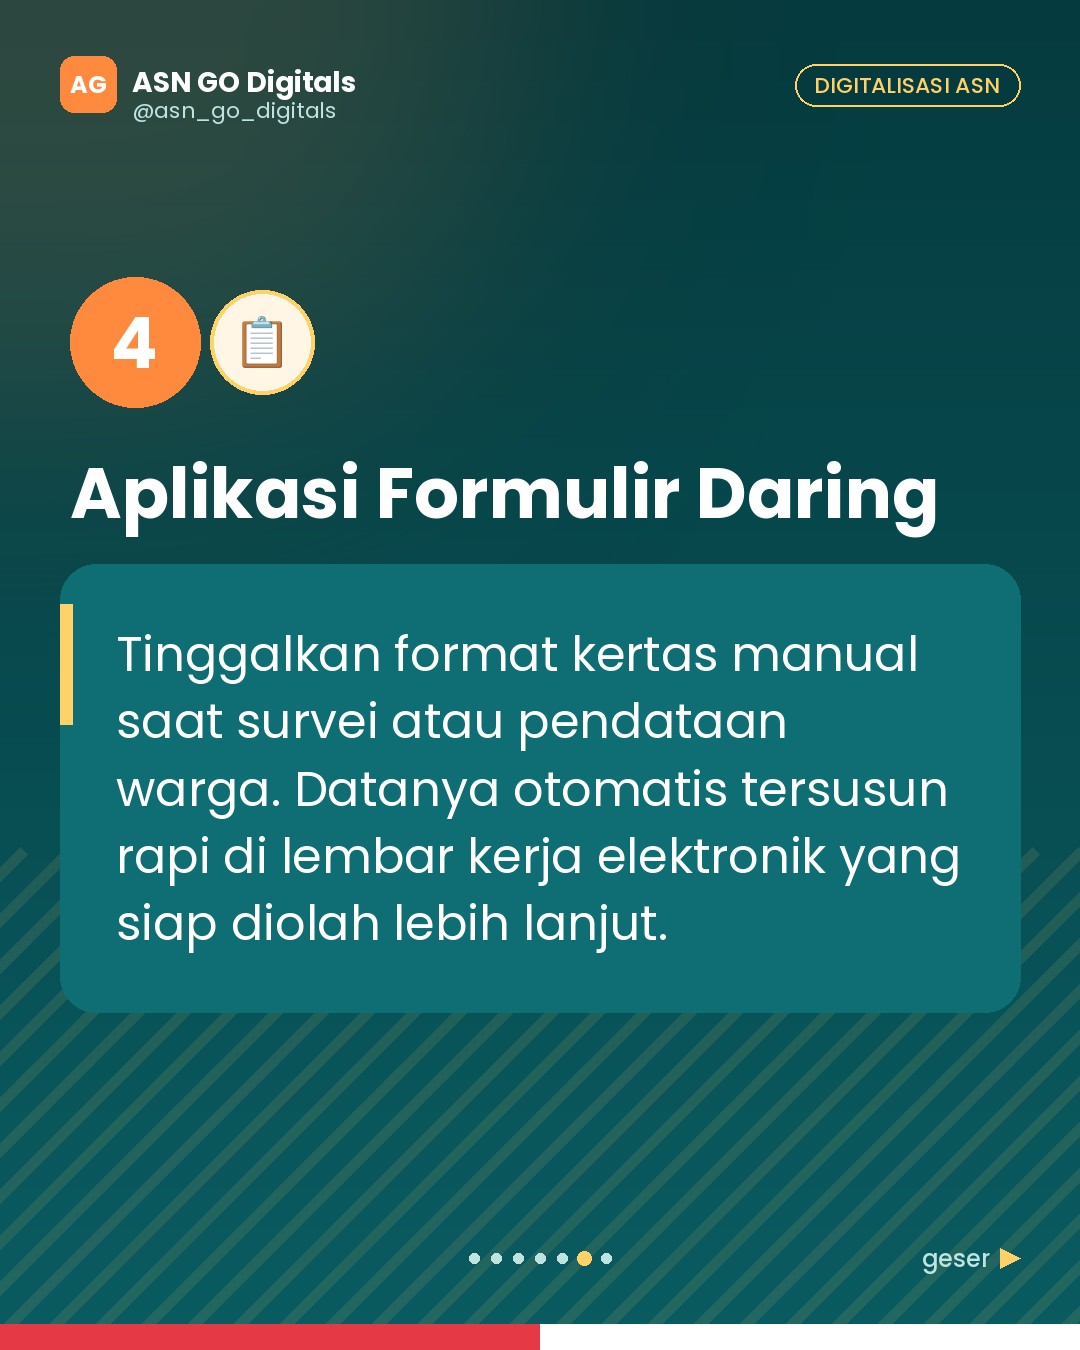 AG
ASN GO Digitals
@asn_go_digitals
DIGITALISASI ASN
4
Aplikasi Formulir Daring
Tinggalkan format kertas manual
saat survei atau pendataan
warga. Datanya otomatis tersusun
rapi di lembar kerja elektronik yang
siap diolah lebih lanjut.
geser